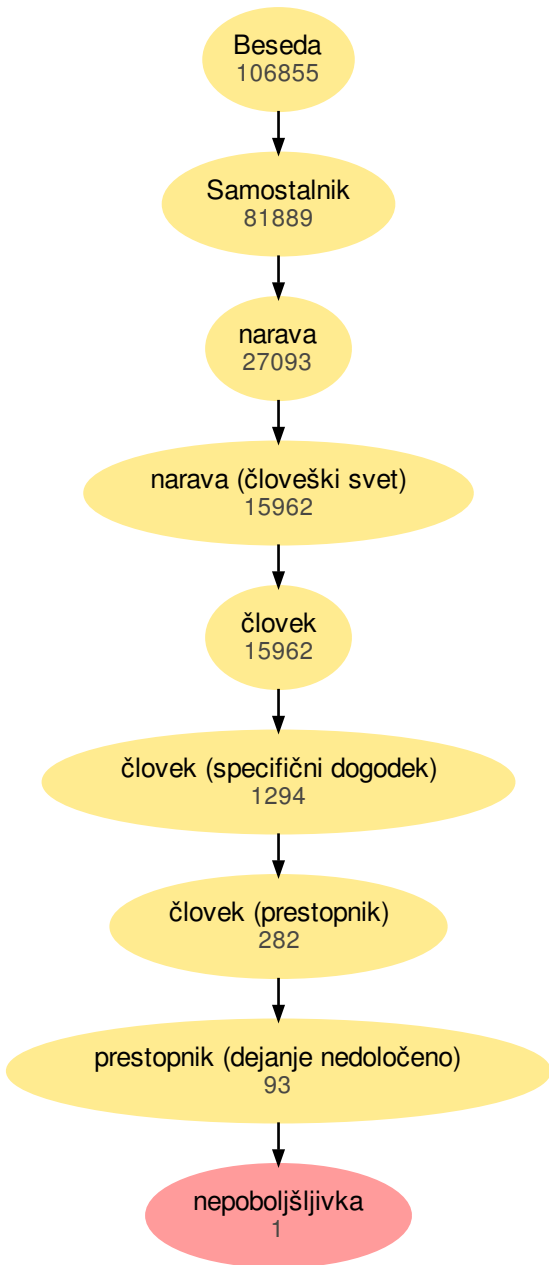 Beseda
106855
Samostalnik
81889
narava
27093
narava (človeški svet)
15962
človek
15962
človek (specifični dogodek)
1294
človek (prestopnik)
282
prestopnik (dejanje nedoločeno)
93
nepoboljšljivka
1